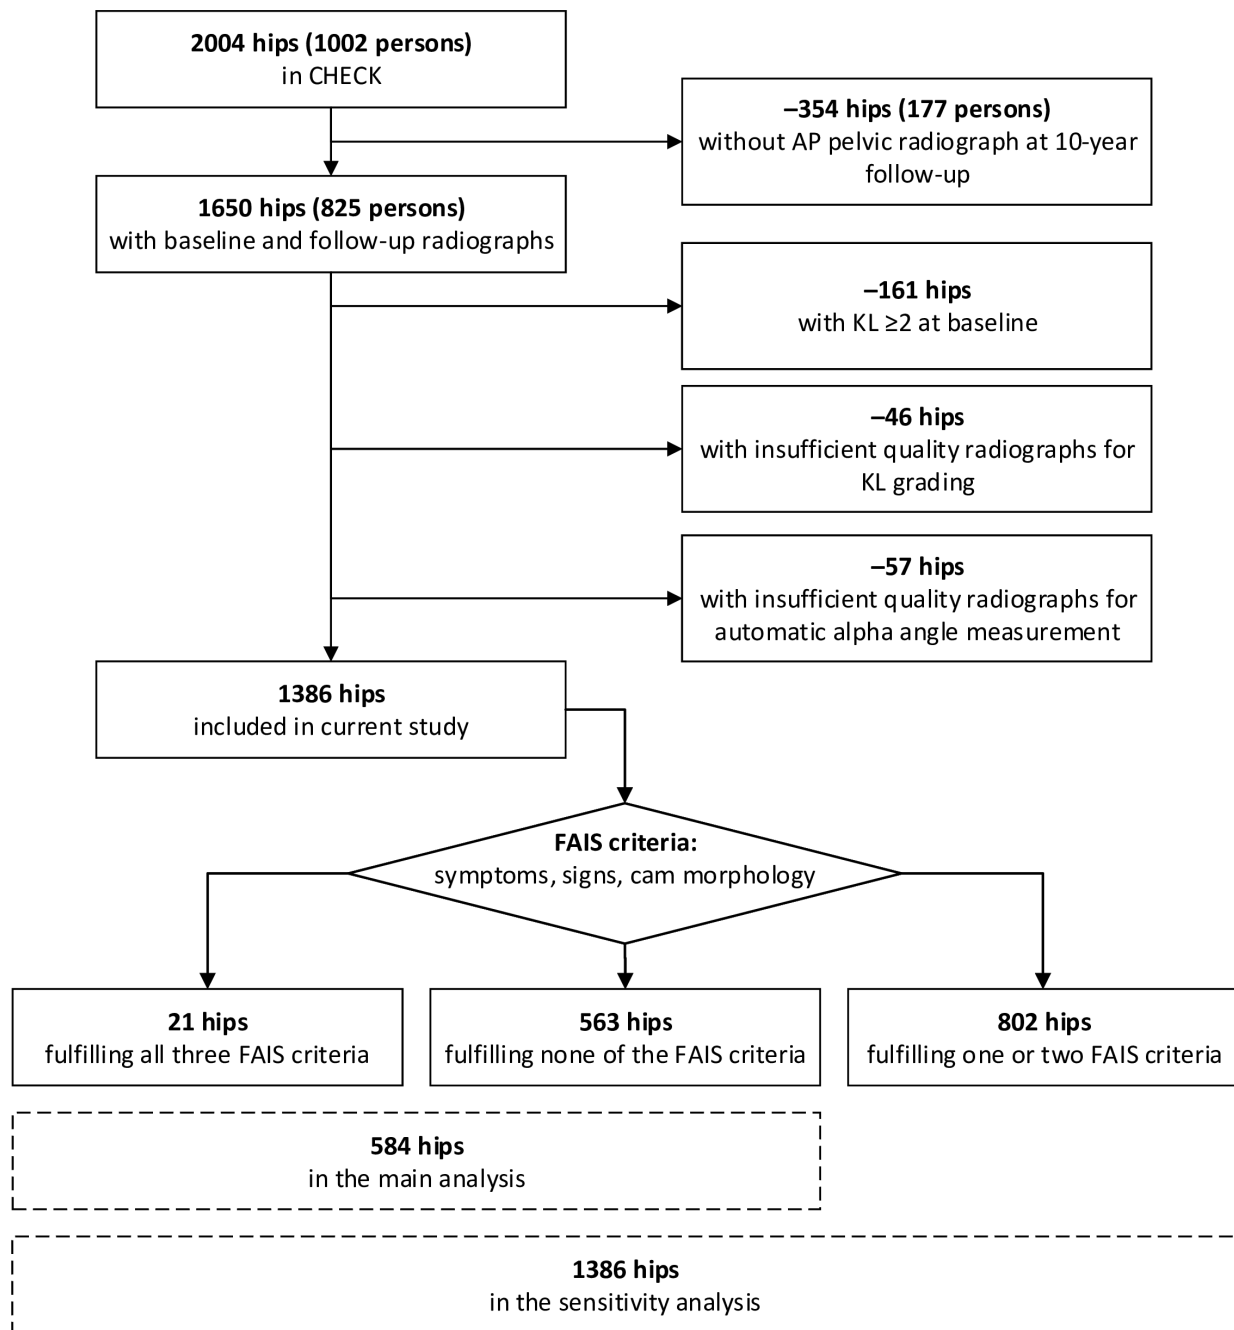 2004 hips (1002 persons)
in CHECK
–354 hips (177 persons)
without AP pelvic radiograph at 10-year
follow-up
1650 hips (825 persons)
with baseline and follow-up radiographs
–161 hips
with KL ≥2 at baseline
–46 hips
with insufficient quality radiographs for
KL grading
–57 hips
with insufficient quality radiographs for
automatic alpha angle measurement
1386 hips
included in current study
FAIS criteria:
symptoms, signs, cam morphology
21 hips
fulfilling all three FAIS criteria
563 hips
fulfilling none of the FAIS criteria
802 hips
fulfilling one or two FAIS criteria
584 hips
in the main analysis
1386 hips
in the sensitivity analysis